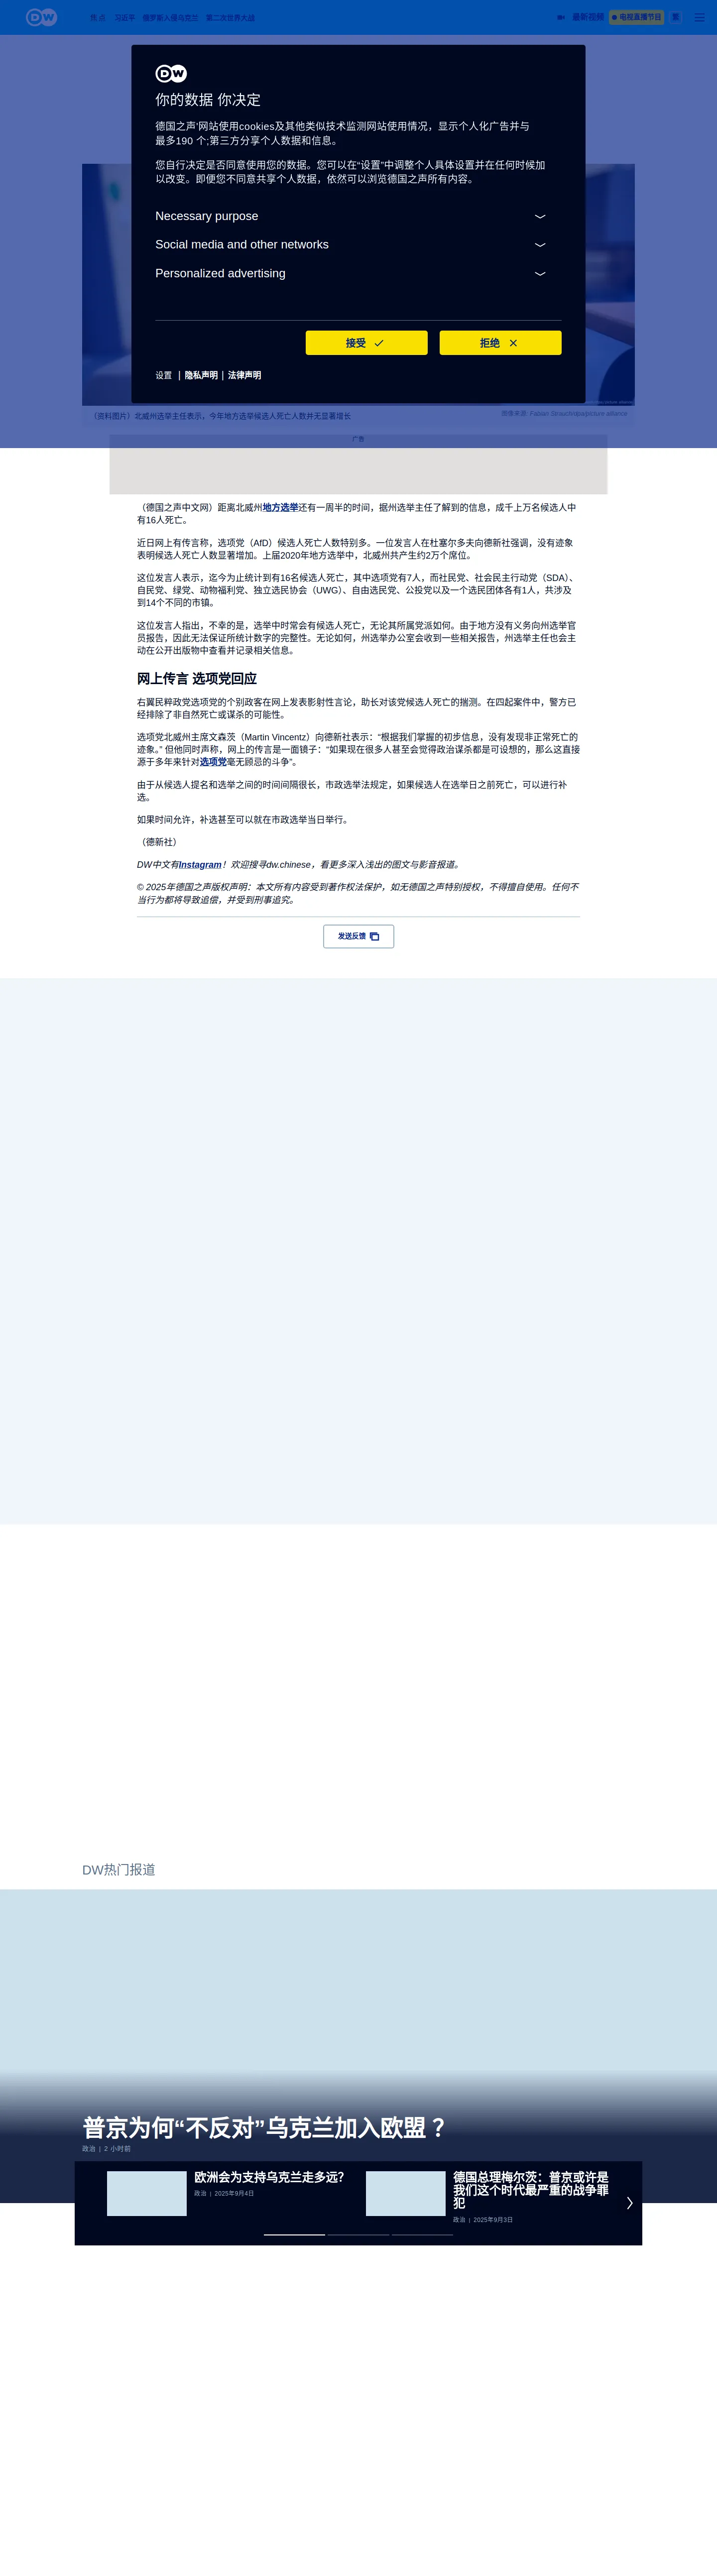 DW
焦点 习近平 俄罗斯入侵乌克兰 第二次世界大战
最新视频 电视直播节目 繁
DW
你的数据 你决定
德国之声'网站使用cookies及其他类似技术监测网站使用情况，显示个人化广告并与
最多190 个;第三方分享个人数据和信息。
您自行决定是否同意使用您的数据。您可以在"设置"中调整个人具体设置并在任何时候加
以改变。即便您不同意共享个人数据，依然可以浏览德国之声所有内容。
Necessary purpose
Social media and other networks
Personalized advertising
接受 拒绝
设置 | 隐私声明 | 法律声明
（资料图片）北威州选举主任表示，今年地方选举候选人死亡人数并无显著增长
图像来源: Fabian Strauch/dpa/picture alliance
广告
（德国之声中文网）距离北威州地方选举还有一周半的时间，据州选举主任了解到的信息，成千上万名候选人中
有16人死亡。
近日网上有传言称，选项党（AfD）候选人死亡人数特别多。一位发言人在杜塞尔多夫向德新社强调，没有迹象
表明候选人死亡人数显著增加。上届2020年地方选举中，北威州共产生约2万个席位。
这位发言人表示，迄今为止统计到有16名候选人死亡，其中选项党有7人，而社民党、社会民主行动党（SDA）、
自民党、绿党、动物福利党、独立选民协会（UWG）、自由选民党、公投党以及一个选民团体各有1人，共涉及
到14个不同的市镇。
这位发言人指出，不幸的是，选举中时常会有候选人死亡，无论其所属党派如何。由于地方没有义务向州选举官
员报告，因此无法保证所统计数字的完整性。无论如何，州选举办公室会收到一些相关报告，州选举主任也会主
动在公开出版物中查看并记录相关信息。
网上传言 选项党回应
右翼民粹政党选项党的个别政客在网上发表影射性言论，助长对该党候选人死亡的揣测。在四起案件中，警方已
经排除了非自然死亡或谋杀的可能性。
选项党北威州主席文森茨（Martin Vincentz）向德新社表示：“根据我们掌握的初步信息，没有发现非正常死亡的
迹象。” 但他同时声称，网上的传言是一面镜子：“如果现在很多人甚至会觉得政治谋杀都是可设想的，那么这直接
源于多年来针对选项党毫无顾忌的斗争”。
由于从候选人提名和选举之间的时间间隔很长，市政选举法规定，如果候选人在选举日之前死亡，可以进行补
选。
如果时间允许，补选甚至可以就在市政选举当日举行。
（德新社）
DW中文有Instagram！欢迎搜寻dw.chinese，看更多深入浅出的图文与影音报道。
© 2025年德国之声版权声明：本文所有内容受到著作权法保护，如无德国之声特别授权，不得擅自使用。任何不
当行为都将导致追偿，并受到刑事追究。
发送反馈
DW热门报道
普京为何“不反对”乌克兰加入欧盟 ？
政治 | 2 小时前
欧洲会为支持乌克兰走多远？
政治 | 2025年9月4日
德国总理梅尔茨：普京或许是
我们这个时代最严重的战争罪
犯
政治 | 2025年9月3日